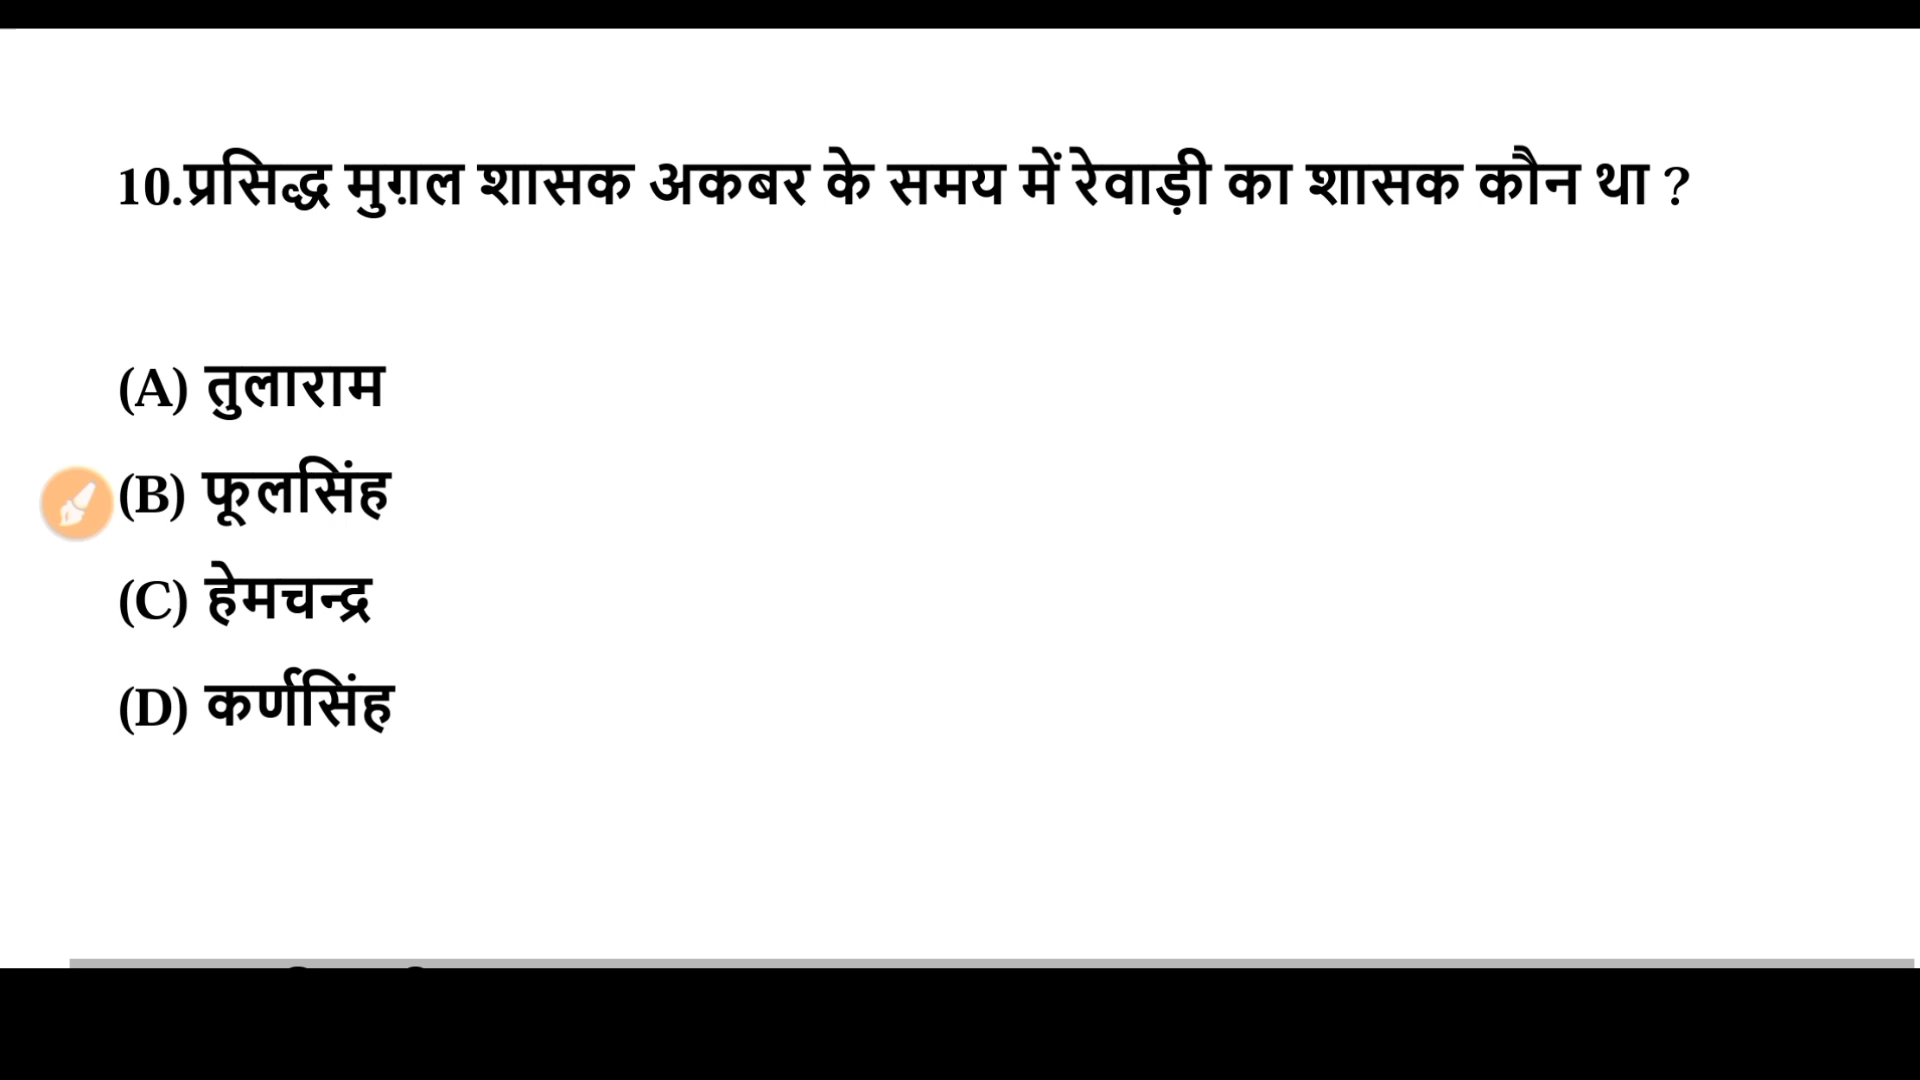 10.प्रसिद्ध मुग़ल शासक अकबर के समय में रेवाड़ी का शासक कौन था ?
(A) तुलाराम
(B) फूलसिंह
(C) हेमचन्द्र
(D) कर्णसिंह